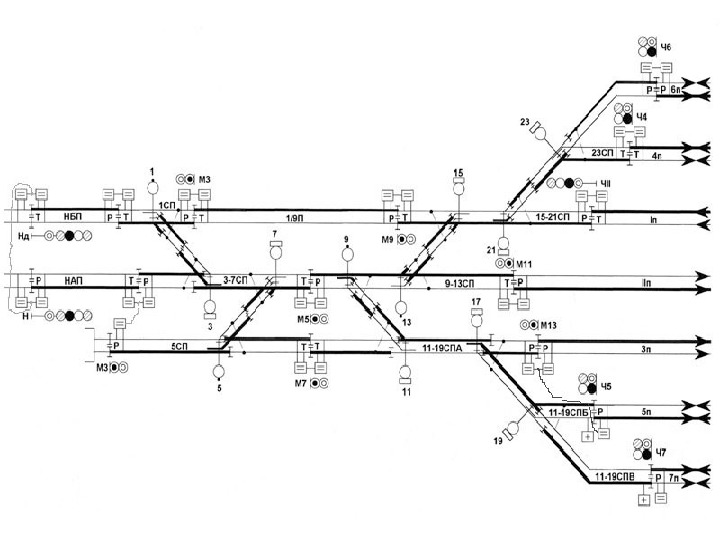 Ч6
Р Р 6п
23
Ч4
23СП Т Т 4п
1
М3
15
ЧII
НБП Т Р 1СП Т 1/9П Р Т 15-21СП Р Т Iп
Нд
7
9
М9
21
М11
НАП Р Т 3-7СП Т Р 9-13СП Т Р IIп
Н
3
М5
13
17
М13
Р 5СП Т Т 11-19СПА Р Р 3п
М3
М7
5
11
Ч5
11-19СПБ Р 5п
19
Ч7
11-19СПВ Р 7п